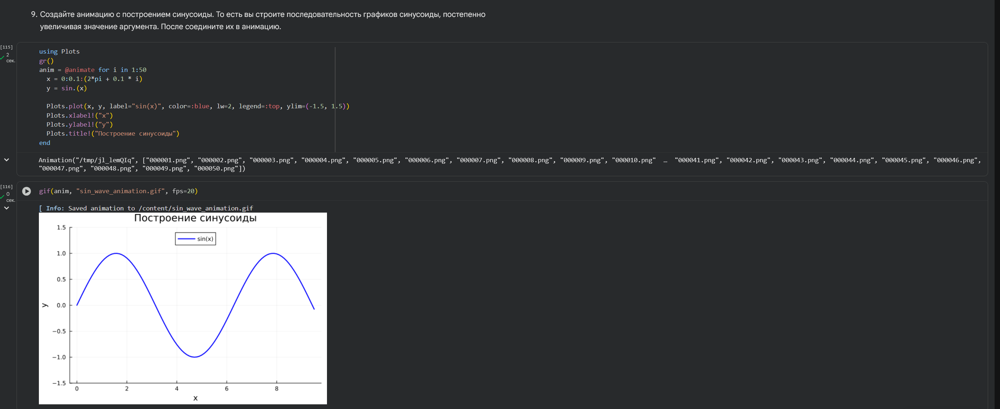 9. Создайте анимацию с построением синусоиды. То есть вы строите последовательность графиков синусоиды, постепенно
увеличивая значение аргумента. После соедините их в анимацию.
[115]
2
сек.
using Plots
gr()
anim = @animate for i in 1:50
x = 0:0.1:(2*pi + 0.1 * i)
y = sin.(x)
Plots.plot(x, y, label="sin(x)", color=:blue, lw=2, legend=:top, ylim=(-1.5, 1.5))
Plots.xlabel!("x")
Plots.ylabel!("y")
Plots.title!("Построение синусоиды")
end
Animation("/tmp/jl_lemQIq", ["000001.png", "000002.png", "000003.png", "000004.png", "000005.png", "000006.png", "000007.png", "000008.png", "000009.png", "000010.png" … "000041.png", "000042.png", "000043.png", "000044.png", "000045.png", "000046.png",
"000047.png", "000048.png", "000049.png", "000050.png"])
[116]
0
сек.
gif(anim, "sin_wave_animation.gif", fps=20)
[ Info: Saved animation to /content/sin_wave_animation.gif
Построение синусоиды
sin(x)
1.5
1.0
0.5
0.0
−0.5
−1.0
−1.5
y
0 2 4 6 8
x